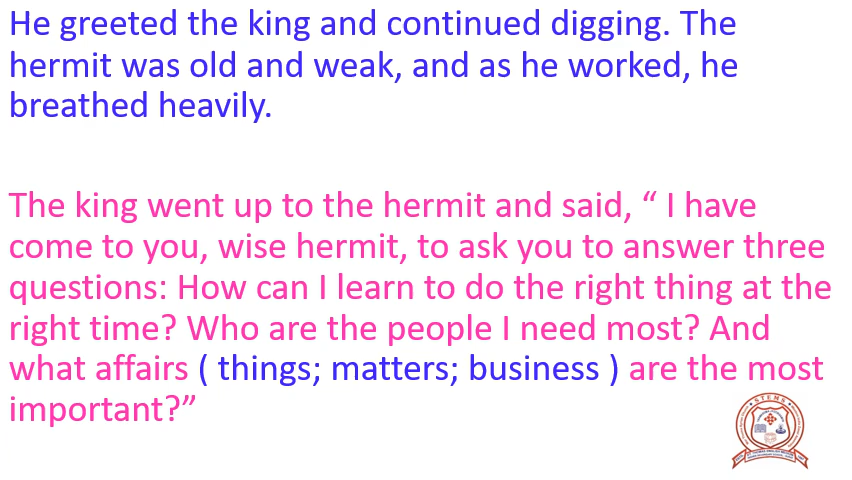 He greeted the king and continued digging. The
hermit was old and weak, and as he worked, he
breathed heavily.
The king went up to the hermit and said, “ I have
come to you, wise hermit, to ask you to answer three
questions: How can I learn to do the right thing at the
right time? Who are the people I need most? And
what affairs ( things; matters; business ) are the most
important?”
STEMS